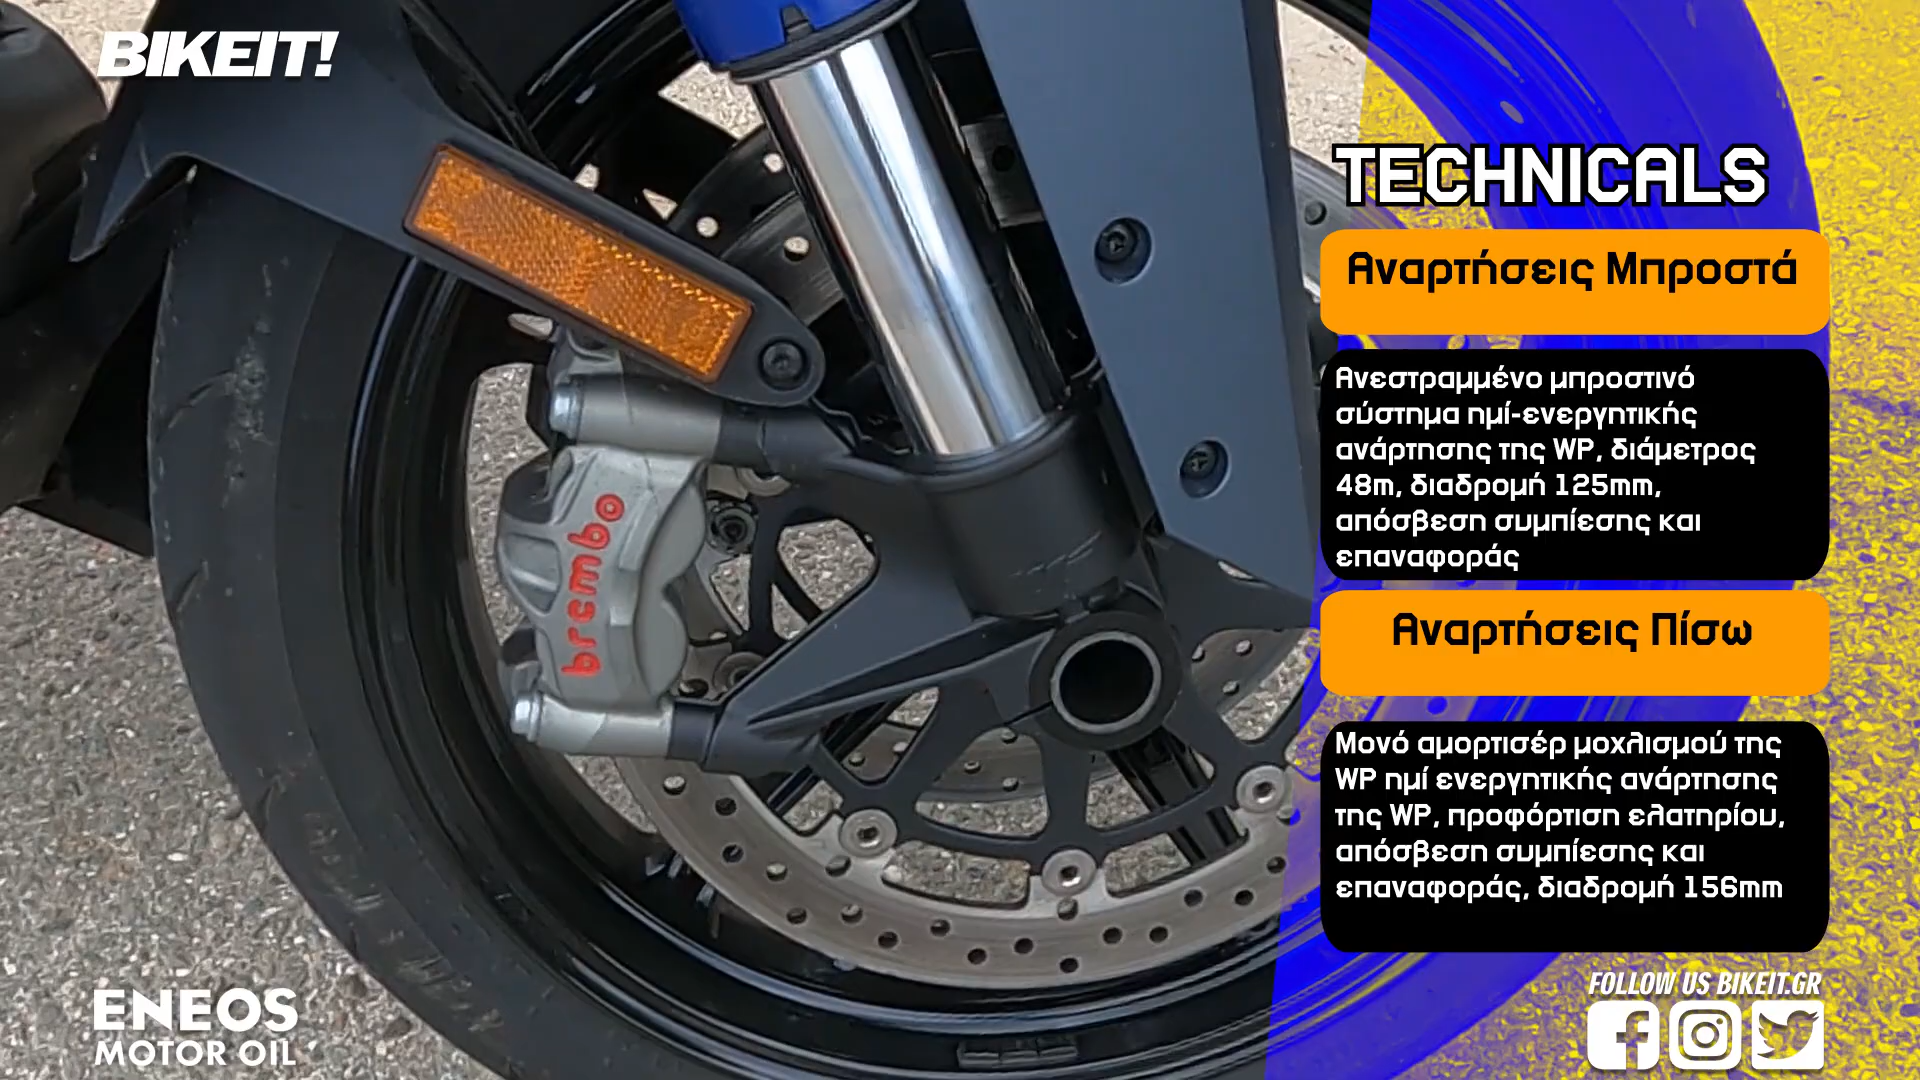 BIKEIT!
TECHNICALS
Αναρτήσεις Μπροστά
Ανεστραμμένο μπροστινό
σύστημα ημί-ενεργητικής
ανάρτησης της WP, διάμετρος
48m, διαδρομή 125mm,
απόσβεση συμπίεσης και
επαναφοράς
brembo
Αναρτήσεις Πίσω
Μονό αμορτισέρ μοχλισμού της
WP ημί ενεργητικής ανάρτησης
της WP, προφόρτιση ελατηρίου,
απόσβεση συμπίεσης και
επαναφοράς, διαδρομή 156mm
FOLLOW US BIKEIT.GR
ENEOS
MOTOR OIL